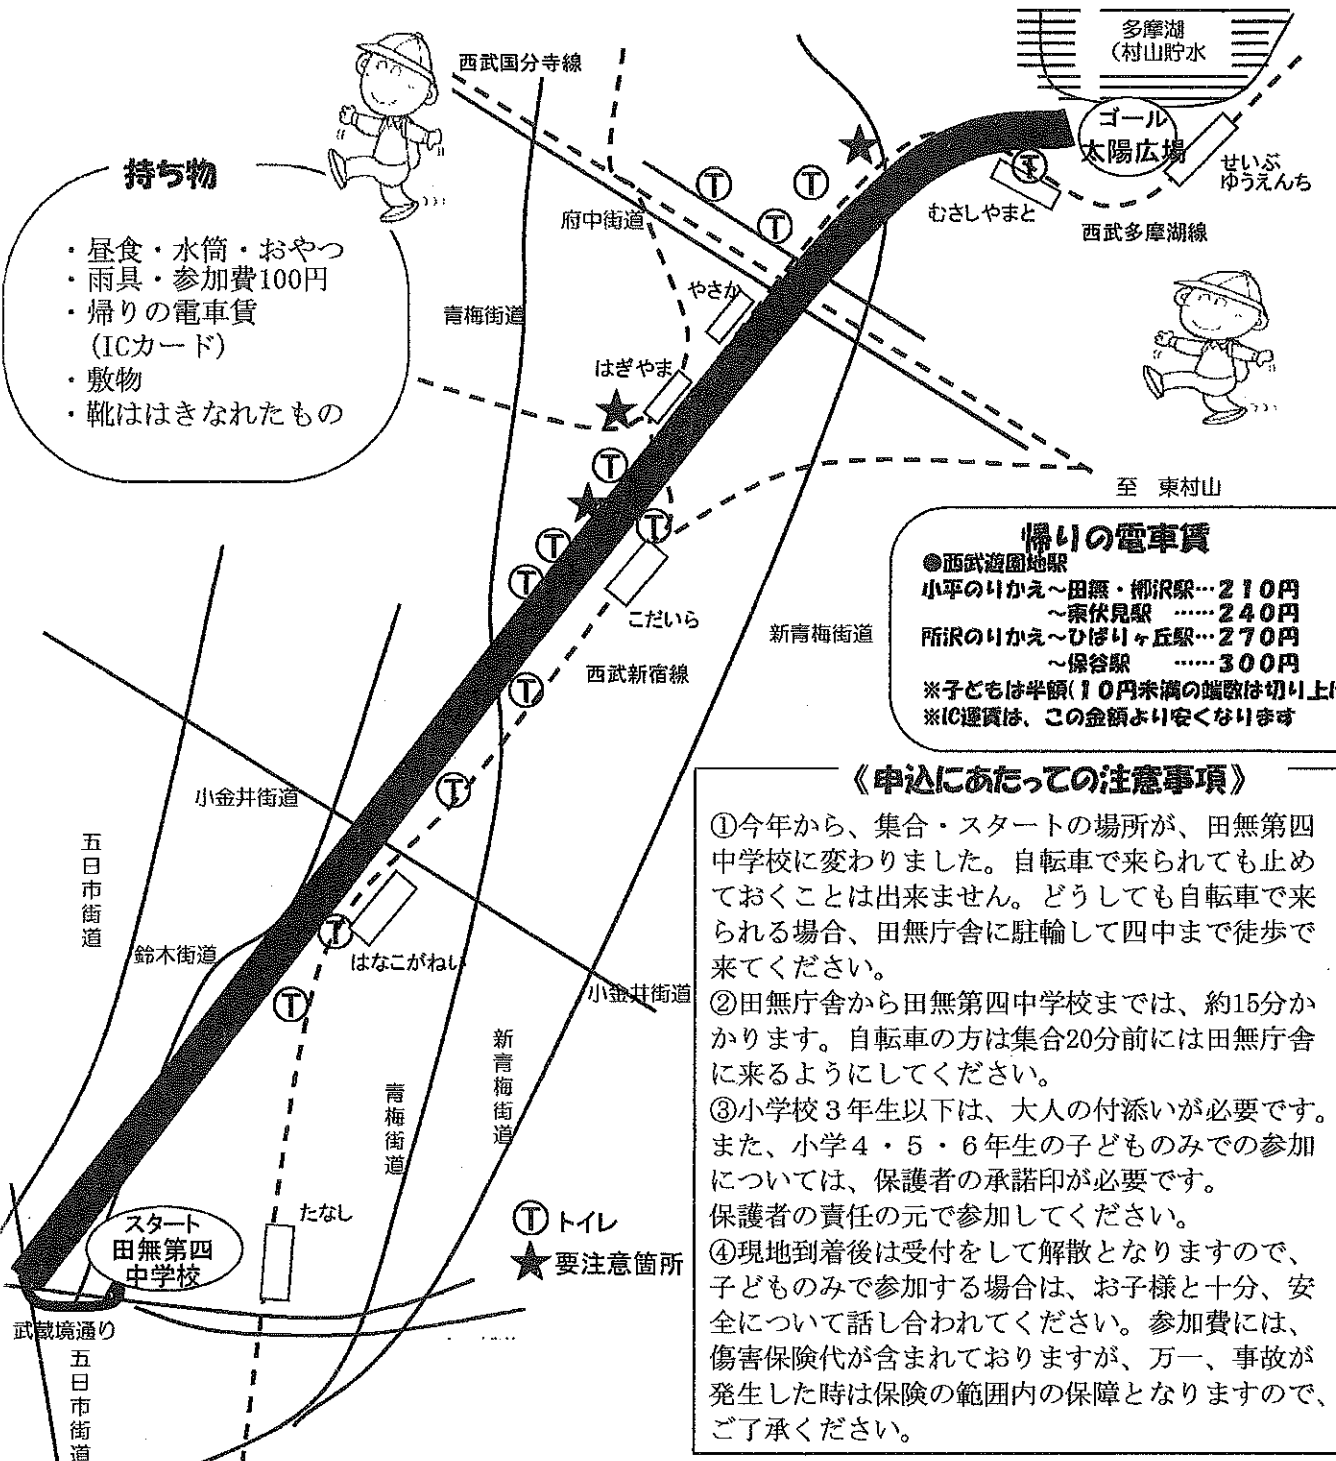 多摩湖
（村山貯水
西武国分寺線
ゴール
太陽広場
せいぶ
ゆうえんち
むさしやまと
西武多摩湖線
持ち物
・昼食・水筒・おやつ
・雨具・参加費100円
・帰りの電車賃
（ICカード）
・敷物
・靴ははきなれたもの
府中街道
青梅街道
やさか
はぎやま
至　東村山
こだいら
新青梅街道
西武新宿線
帰りの電車賃
●西武遊園地駅
小平のりかえ～田無・柳沢駅…210円
～東伏見駅　……240円
所沢のりかえ～ひばりヶ丘駅…270円
～保谷駅　……300円
※子どもは半額（10円未満の端数は切り上げ
※IC運賃は、この金額より安くなります
小金井街道
五日市街道
鈴木街道
はなこがねい
小金井街道
新青梅街道
青梅街道
たなし
スタート
田無第四
中学校
武蔵境通り
五日市街道
Ⓣ トイレ
★ 要注意箇所
《申込にあたっての注意事項》
①今年から、集合・スタートの場所が、田無第四
中学校に変わりました。自転車で来られても止め
ておくことは出来ません。どうしても自転車で来
られる場合、田無庁舎に駐輪して四中まで徒歩で
来てください。
②田無庁舎から田無第四中学校までは、約15分か
かります。自転車の方は集合20分前には田無庁舎
に来るようにしてください。
③小学校３年生以下は、大人の付添いが必要です。
また、小学４・５・６年生の子どものみでの参加
については、保護者の承諾印が必要です。
保護者の責任の元で参加してください。
④現地到着後は受付をして解散となりますので、
子どものみで参加する場合は、お子様と十分、安
全について話し合われてください。参加費には、
傷害保険代が含まれておりますが、万一、事故が
発生した時は保険の範囲内の保障となりますので、
ご了承ください。